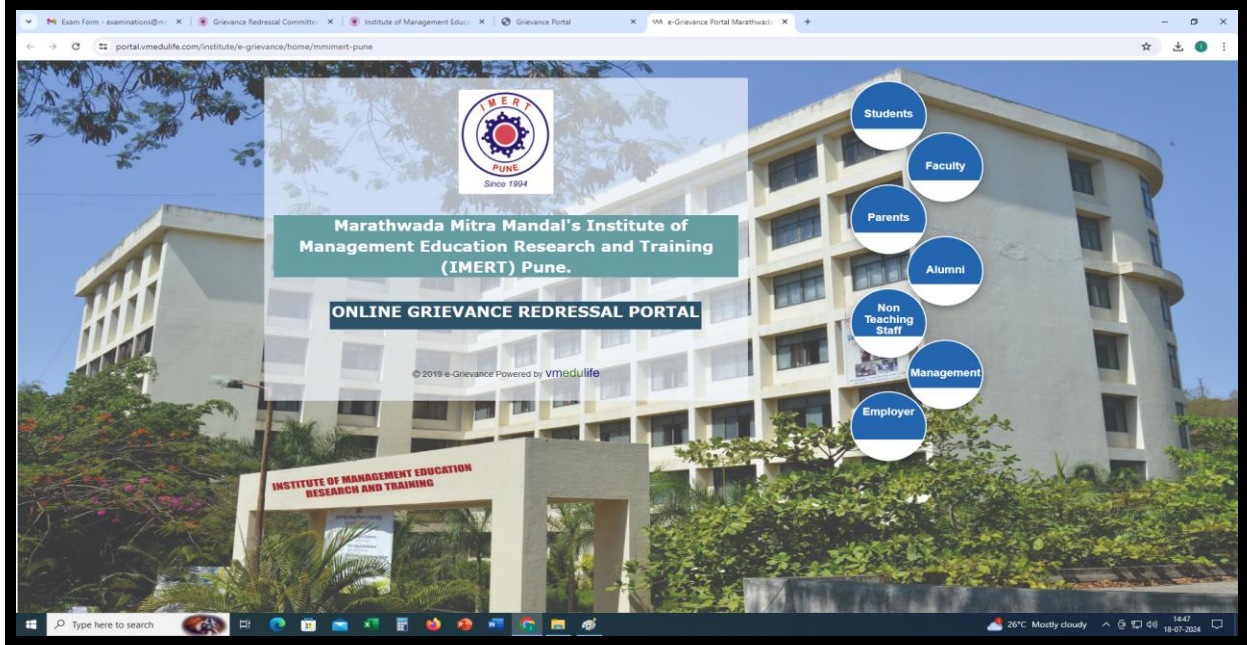 Exam Form - examinations@m
Grievance Redressal Committe
Institute of Management Educa
Grievance Portal
e-Grievance Portal Marathwada
portal.vmedulife.com/institute/e-grievance/home/mmimert-pune
IMERT
PUNE
Since 1994
Marathwada Mitra Mandal's Institute of
Management Education Research and Training
(IMERT) Pune.
ONLINE GRIEVANCE REDRESSAL PORTAL
© 2019 e-Grievance Powered by vmedulife
Students
Faculty
Parents
Alumni
Non
Teaching
Staff
Management
Employer
INSTITUTE OF MANAGEMENT EDUCATION
RESEARCH AND TRAINING
Type here to search
26°C Mostly cloudy
14:47
18-07-2024